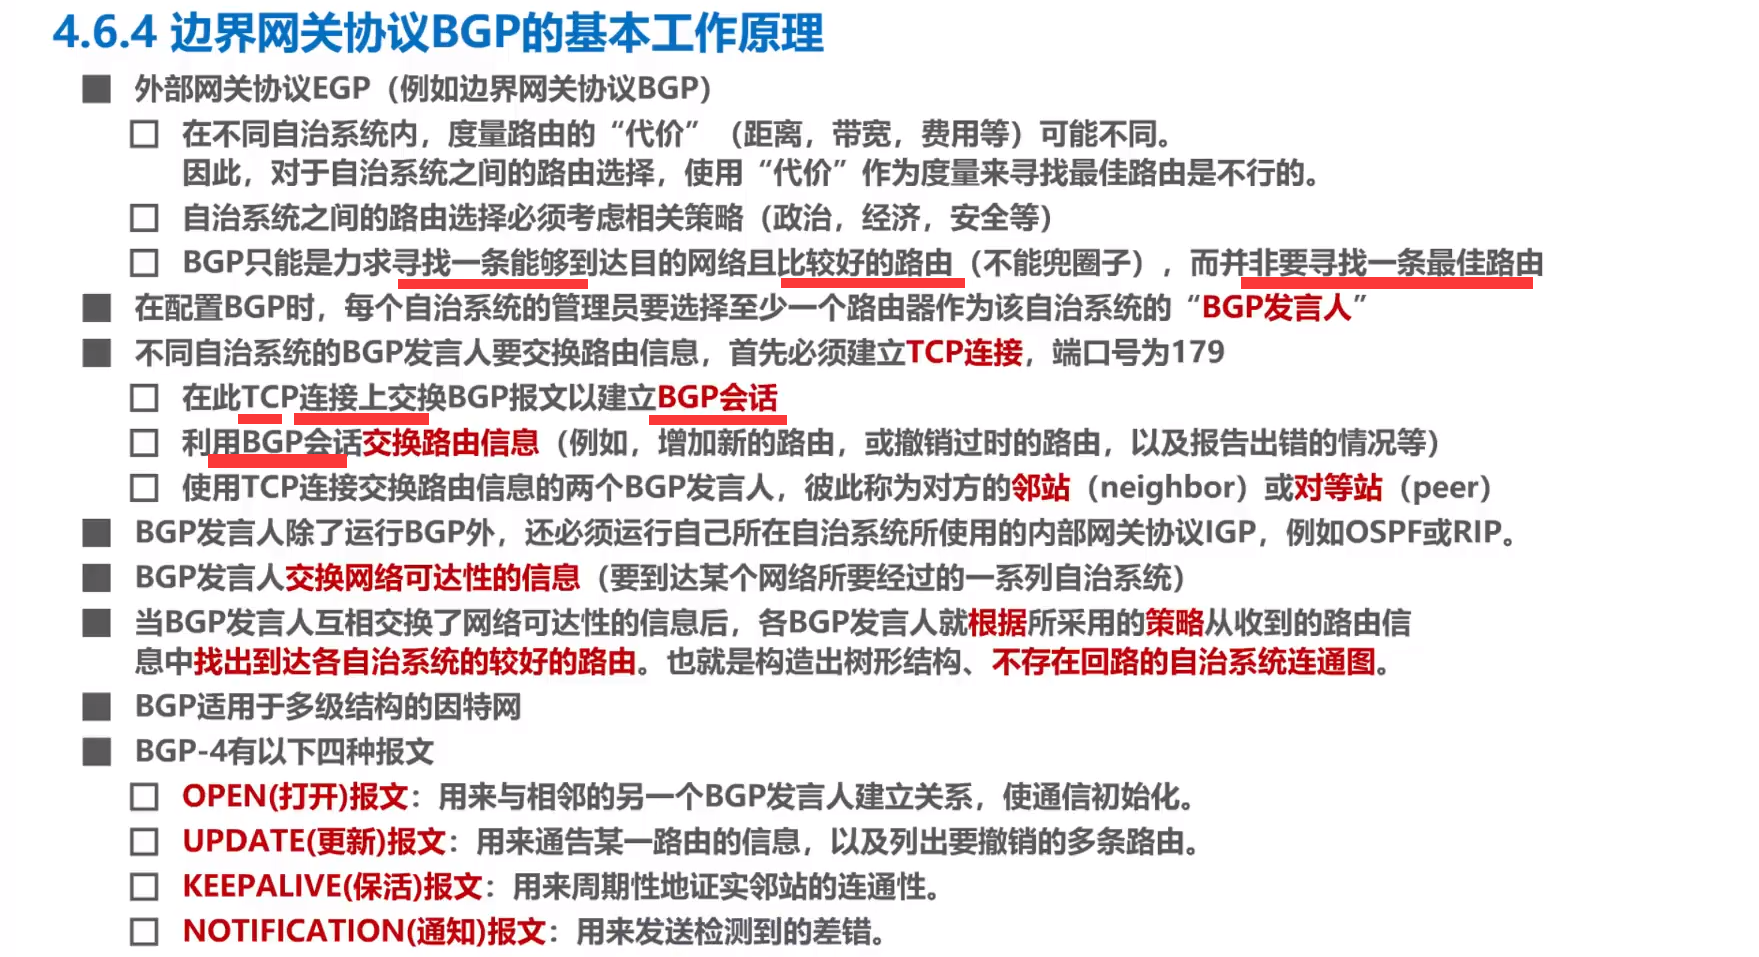 4.6.4 边界网关协议BGP的基本工作原理
外部网关协议EGP（例如边界网关协议BGP）
在不同自治系统内，度量路由的“代价”（距离，带宽，费用等）可能不同。
因此，对于自治系统之间的路由选择，使用“代价”作为度量来寻找最佳路由是不行的。
自治系统之间的路由选择必须考虑相关策略（政治，经济，安全等）
BGP只能是力求寻找一条能够到达目的网络且比较好的路由（不能兜圈子），而并非要寻找一条最佳路由
在配置BGP时，每个自治系统的管理员要选择至少一个路由器作为该自治系统的“BGP发言人”
不同自治系统的BGP发言人要交换路由信息，首先必须建立TCP连接，端口号为179
在此TCP连接上交换BGP报文以建立BGP会话
利用BGP会话交换路由信息（例如，增加新的路由，或撤销过时的路由，以及报告出错的情况等）
使用TCP连接交换路由信息的两个BGP发言人，彼此称为对方的邻站（neighbor）或对等站（peer）
BGP发言人除了运行BGP外，还必须运行自己所在自治系统所使用的内部网关协议IGP，例如OSPF或RIP。
BGP发言人交换网络可达性的信息（要到达某个网络所要经过的一系列自治系统）
当BGP发言人互相交换了网络可达性的信息后，各BGP发言人就根据所采用的策略从收到的路由信
息中找出到达各自治系统的较好的路由。也就是构造出树形结构、不存在回路的自治系统连通图。
BGP适用于多级结构的因特网
BGP-4有以下四种报文
OPEN(打开)报文：用来与相邻的另一个BGP发言人建立关系，使通信初始化。
UPDATE(更新)报文：用来通告某一路由的信息，以及列出要撤销的多条路由。
KEEPALIVE(保活)报文：用来周期性地证实邻站的连通性。
NOTIFICATION(通知)报文：用来发送检测到的差错。